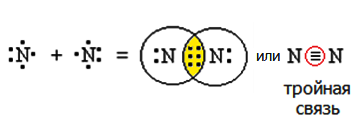 :Ṇ̈· + ·Ṇ̈: = :N⋮⋮N: или N≡N
тройная
связь